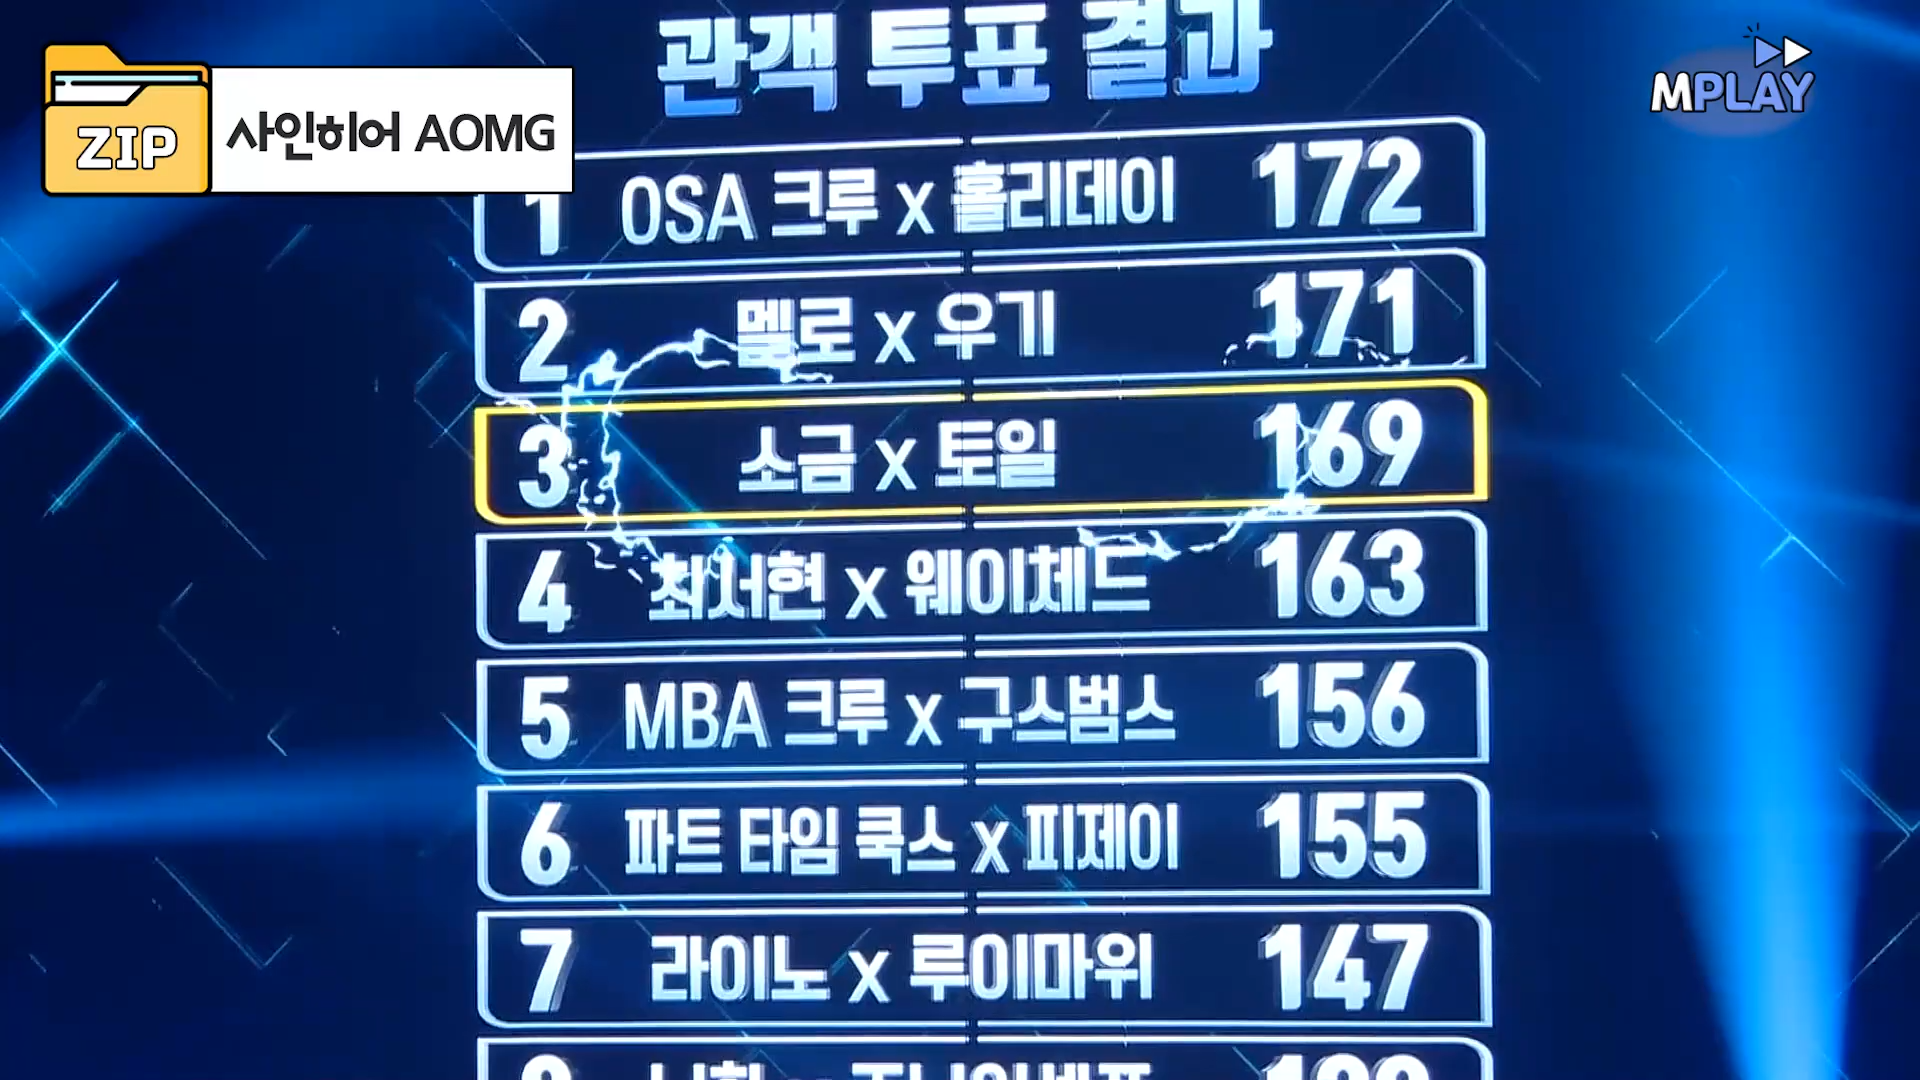 관객 투표 결과
ZIP
사인히어 AOMG
MPLAY
1 OSA 크루 x 홀리데이 172
2 멜로 x 우기 171
3 소금 x 토일 169
4 최서현 x 웨이체드 163
5 MBA 크루 x 구스범스 156
6 파트 타임 쿡스 x 피제이 155
7 라이노 x 루이마위 147